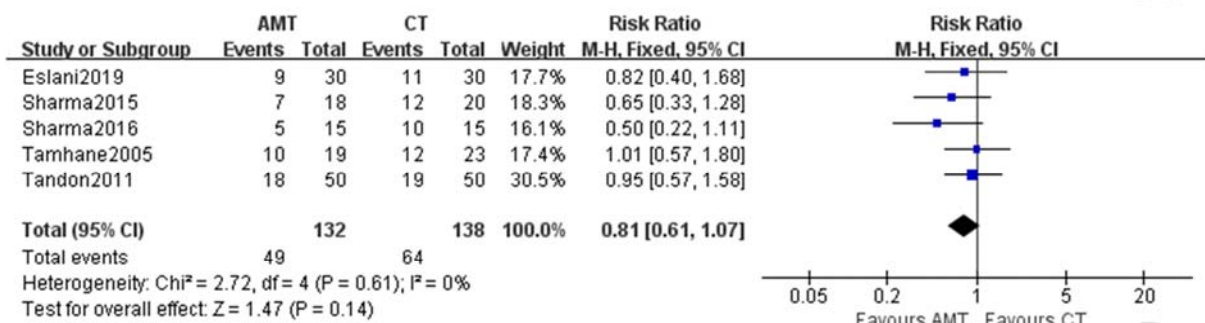 AMT CT Risk Ratio Risk Ratio
Study or Subgroup Events Total Events Total Weight M-H, Fixed, 95% CI M-H, Fixed, 95% CI
Eslani2019 9 30 11 30 17.7% 0.82 [0.40, 1.68]
Sharma2015 7 18 12 20 18.3% 0.65 [0.33, 1.28]
Sharma2016 5 15 10 15 16.1% 0.50 [0.22, 1.11]
Tamhane2005 10 19 12 23 17.4% 1.01 [0.57, 1.80]
Tandon2011 18 50 19 50 30.5% 0.95 [0.57, 1.58]
Total (95% CI) 132 138 100.0% 0.81 [0.61, 1.07]
Total events 49 64
Heterogeneity: Chi² = 2.72, df = 4 (P = 0.61); I² = 0%
Test for overall effect: Z = 1.47 (P = 0.14)
0.05 0.2 1 5 20
Favours AMT Favours CT